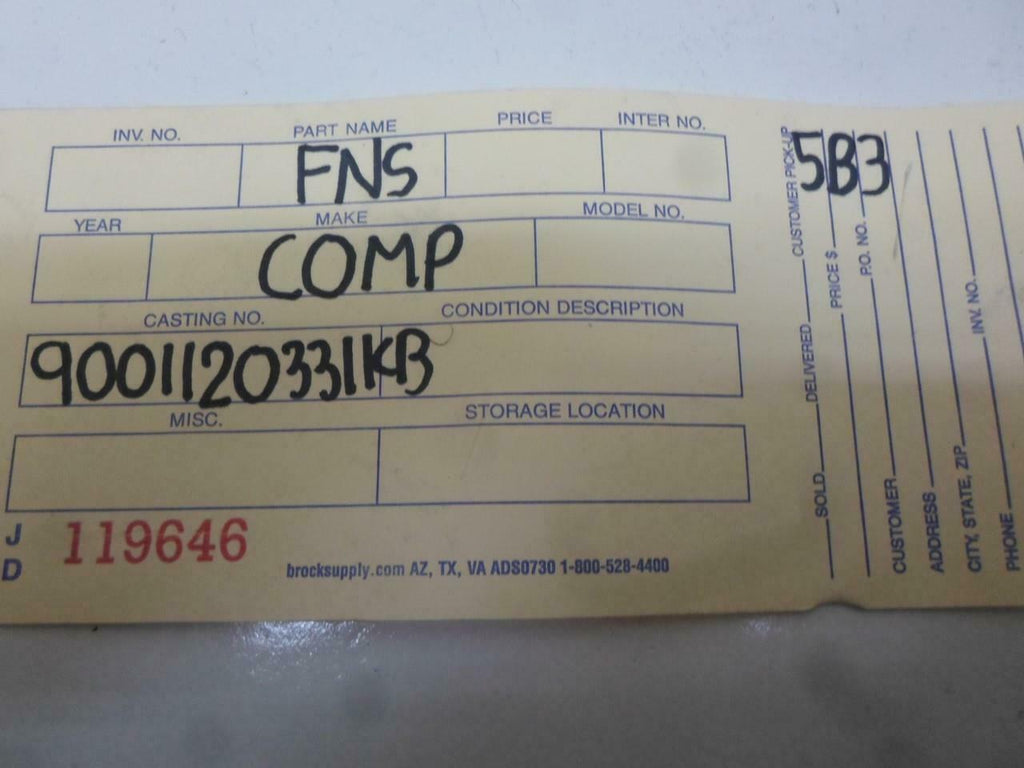 INV. NO. PART NAME PRICE INTER NO.
FNS
YEAR MAKE MODEL NO.
COMP
CASTING NO. CONDITION DESCRIPTION
9001120331KB
MISC. STORAGE LOCATION
J
D
119646
brocksupply.com AZ, TX, VA ADS0730 1-800-528-4400
5B3
SOLD DELIVERED CUSTOMER PICK-UP
PRICE $
CUSTOMER P.O. NO.
ADDRESS
CITY, STATE, ZIP
PHONE INV. NO.